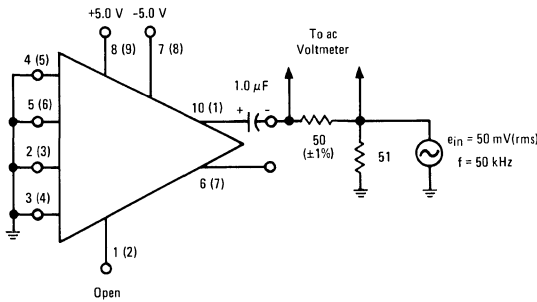 +5.0 V
-5.0 V
To ac
Voltmeter
8 (9)
7 (8)
4 (5)
5 (6)
2 (3)
3 (4)
10 (1)
1.0 μF
+
-
50
(±1%)
51
ein = 50 mV(rms)
f = 50 kHz
6 (7)
1 (2)
Open